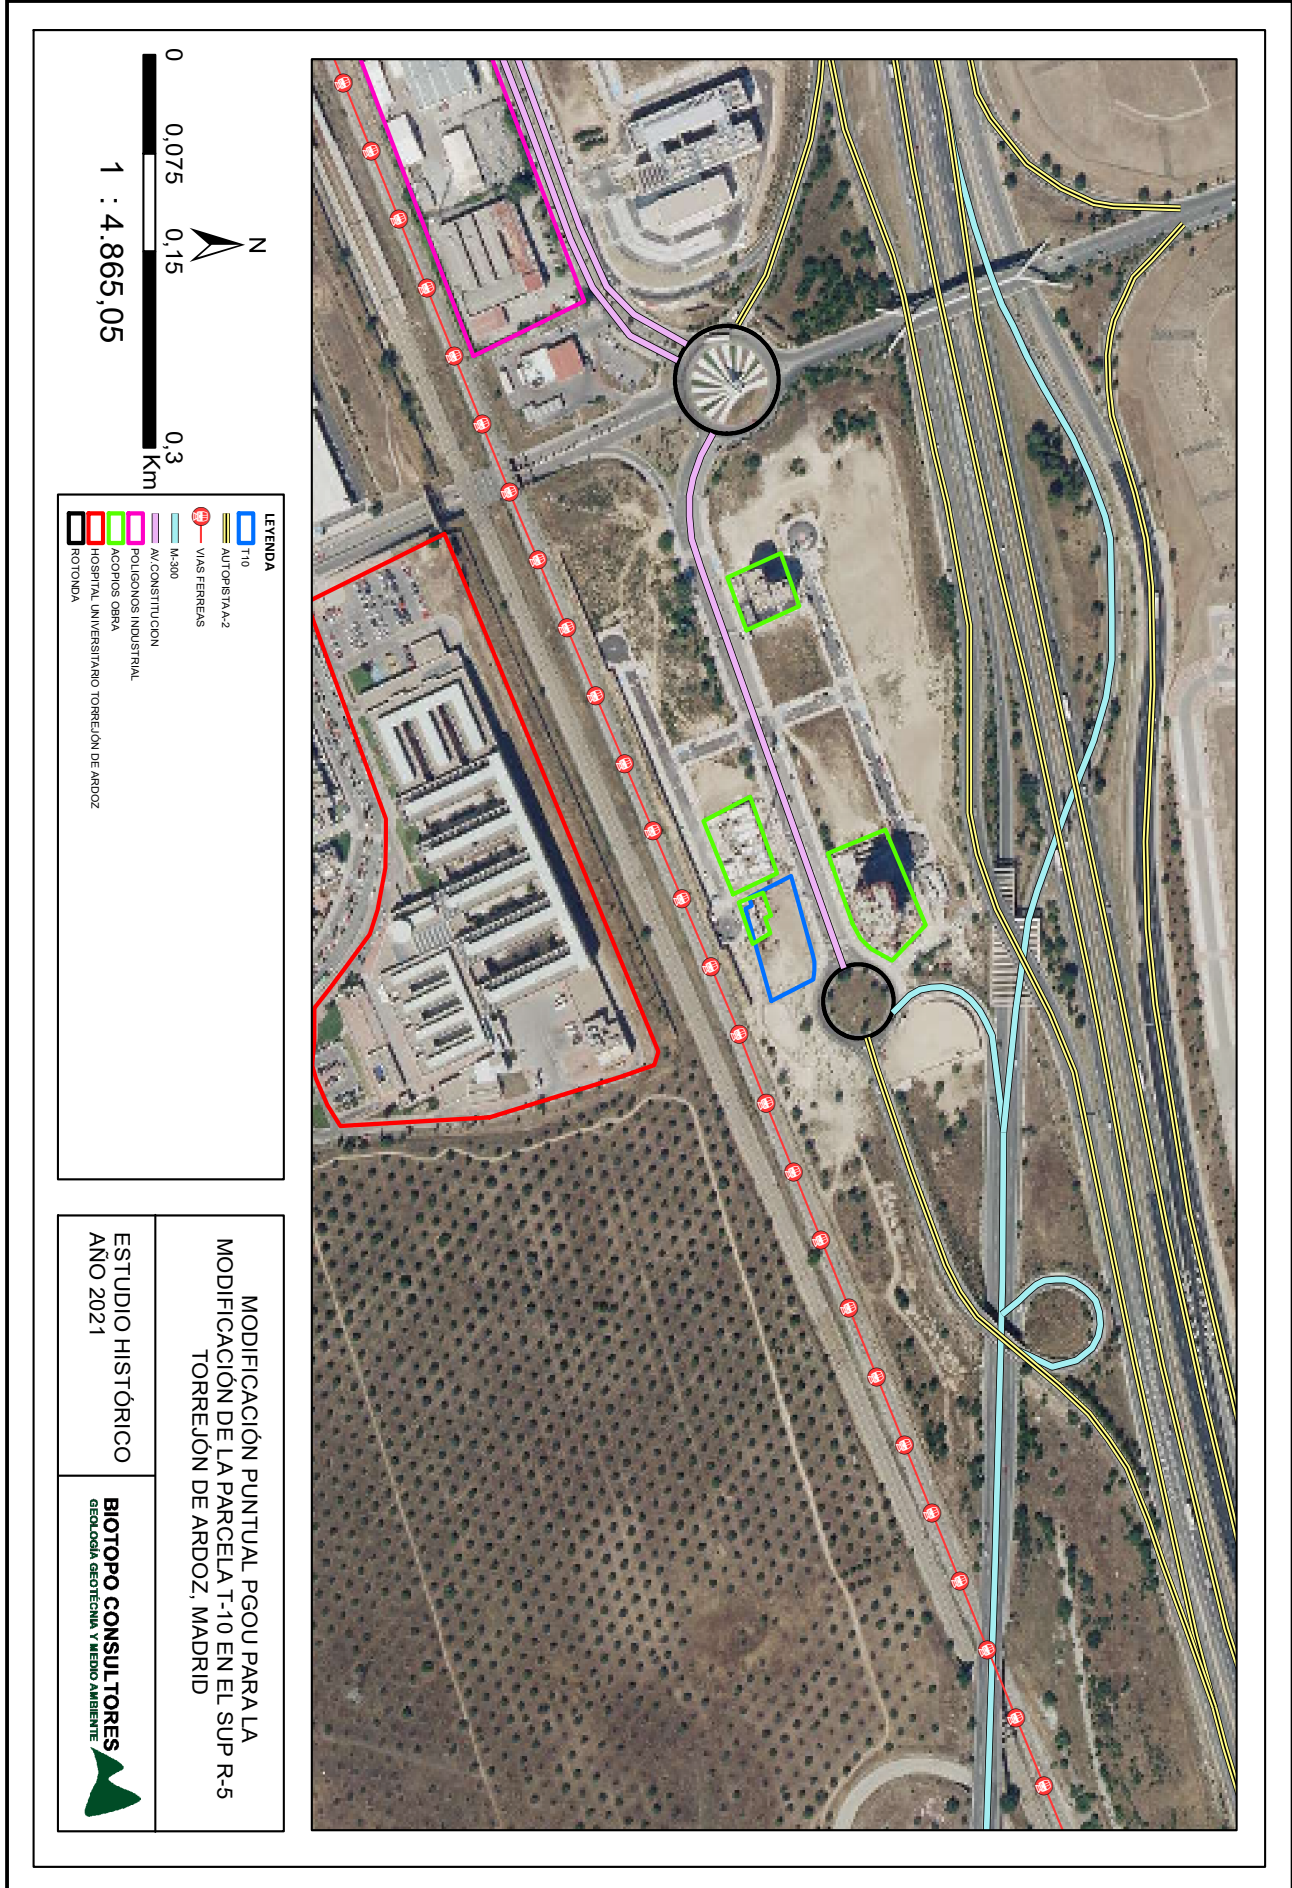 0
0,075
0,15
0,3
Km
1 : 4.865,05
N
LEYENDA
T10
AUTOPISTA A-2
VIAS FERREAS
M-300
AV.CONSTITUCION
POLIGONOS INDUSTRIAL
ACOPIOS OBRA
HOSPITAL UNIVERSITARIO TORREJÓN DE ARDOZ
ROTONDA
MODIFICACIÓN PUNTUAL PGOU PARA LA
MODIFICACIÓN DE LA PARCELA T-10 EN EL SUP R-5
TORREJÓN DE ARDOZ, MADRID
ESTUDIO HISTÓRICO
AÑO 2021
BIOTOPO CONSULTORES
GEOLOGÍA GEOTÉCNIA Y MEDIO AMBIENTE